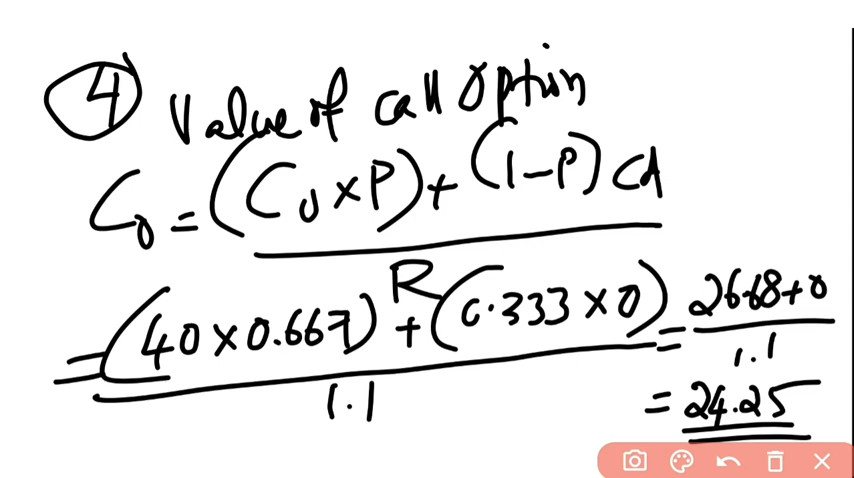 4 Value of call option
C0 = (CU × P) + (1-P) Cd
R
= (40 × 0.667) + (0.333 × 0) = 26.68+0
1.1 1.1
= 24.25